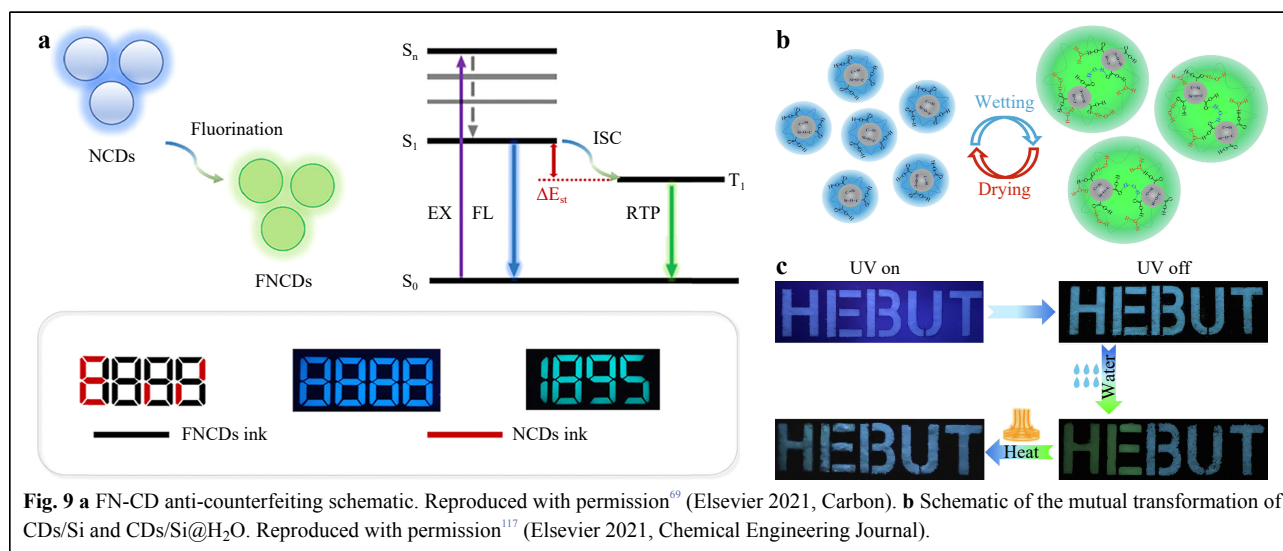 a
NCDs
Fluorination
FNCDs
Sn
S1
ISC
T1
ΔEst
EX
FL
RTP
S0
8888
8888
1895
FNCDs ink
NCDs ink
b
Wetting
Drying
c
UV on
UV off
HEBUT
HEBUT
Water
HEBUT
Heat
HEBUT
Fig. 9 a FN-CD anti-counterfeiting schematic. Reproduced with permission69 (Elsevier 2021, Carbon). b Schematic of the mutual transformation of
CDs/Si and CDs/Si@H2O. Reproduced with permission117 (Elsevier 2021, Chemical Engineering Journal).